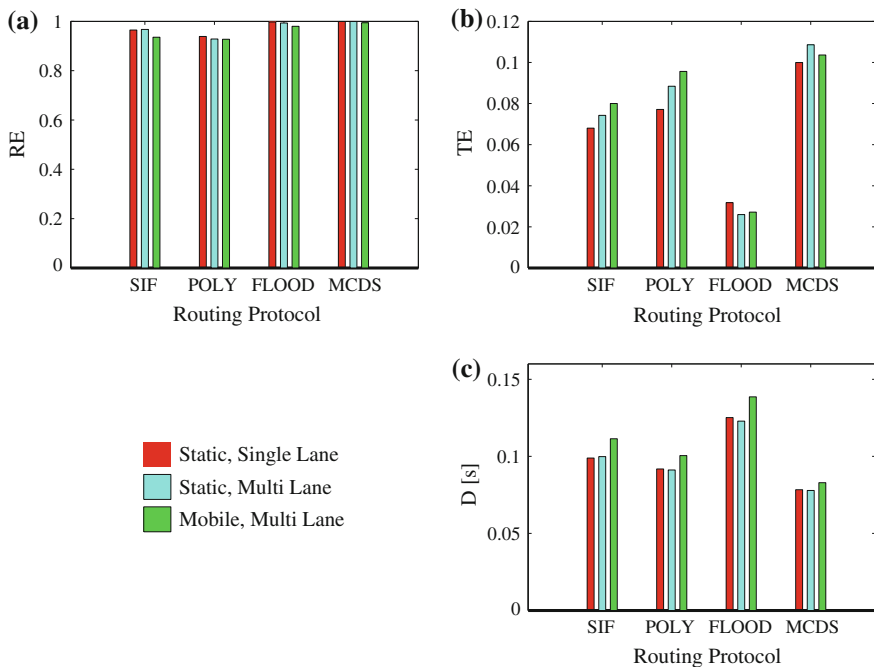 (a)
1
0.8
0.6
0.4
0.2
0
RE
SIF POLY FLOOD MCDS
Routing Protocol
(b)
0.12
0.1
0.08
0.06
0.04
0.02
0
TE
SIF POLY FLOOD MCDS
Routing Protocol
Static, Single Lane
Static, Multi Lane
Mobile, Multi Lane
(c)
0.15
0.1
0.05
0
D [s]
SIF POLY FLOOD MCDS
Routing Protocol